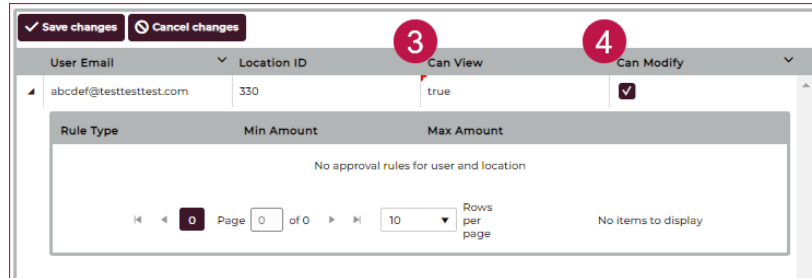 Save changes Cancel changes
3 4
User Email Location ID Can View Can Modify
abcdef@testtesttest.com 330 true
Rule Type Min Amount Max Amount
No approval rules for user and location
0 Page 0 of 0 10 Rows per page No items to display